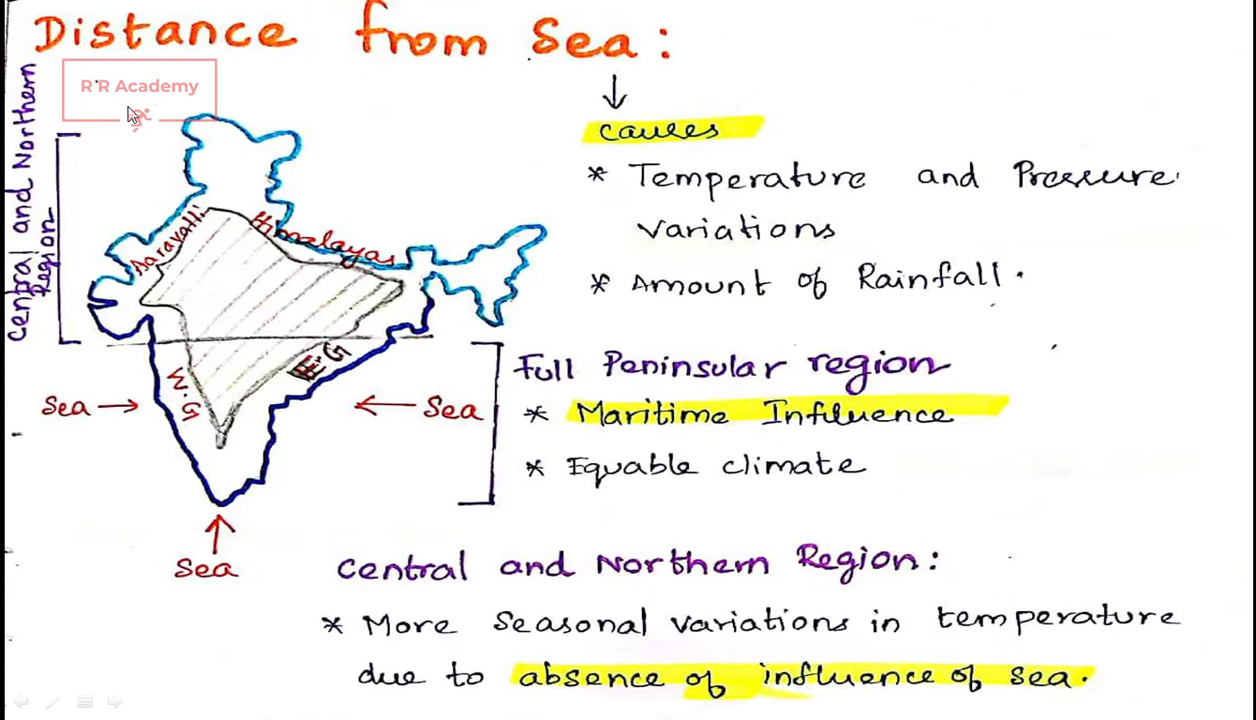 Distance from Sea:
R R Academy
Central and Northern
Region
causes
* Temperature and Pressure
variations
* Amount of Rainfall.
Aaravalli
Himalayas
W.G
E.G
Sea
Sea
Sea
Full Peninsular region
* Maritime Influence
* Equable climate
Central and Northern Region:
* More seasonal variations in temperature
due to absence of influence of sea.